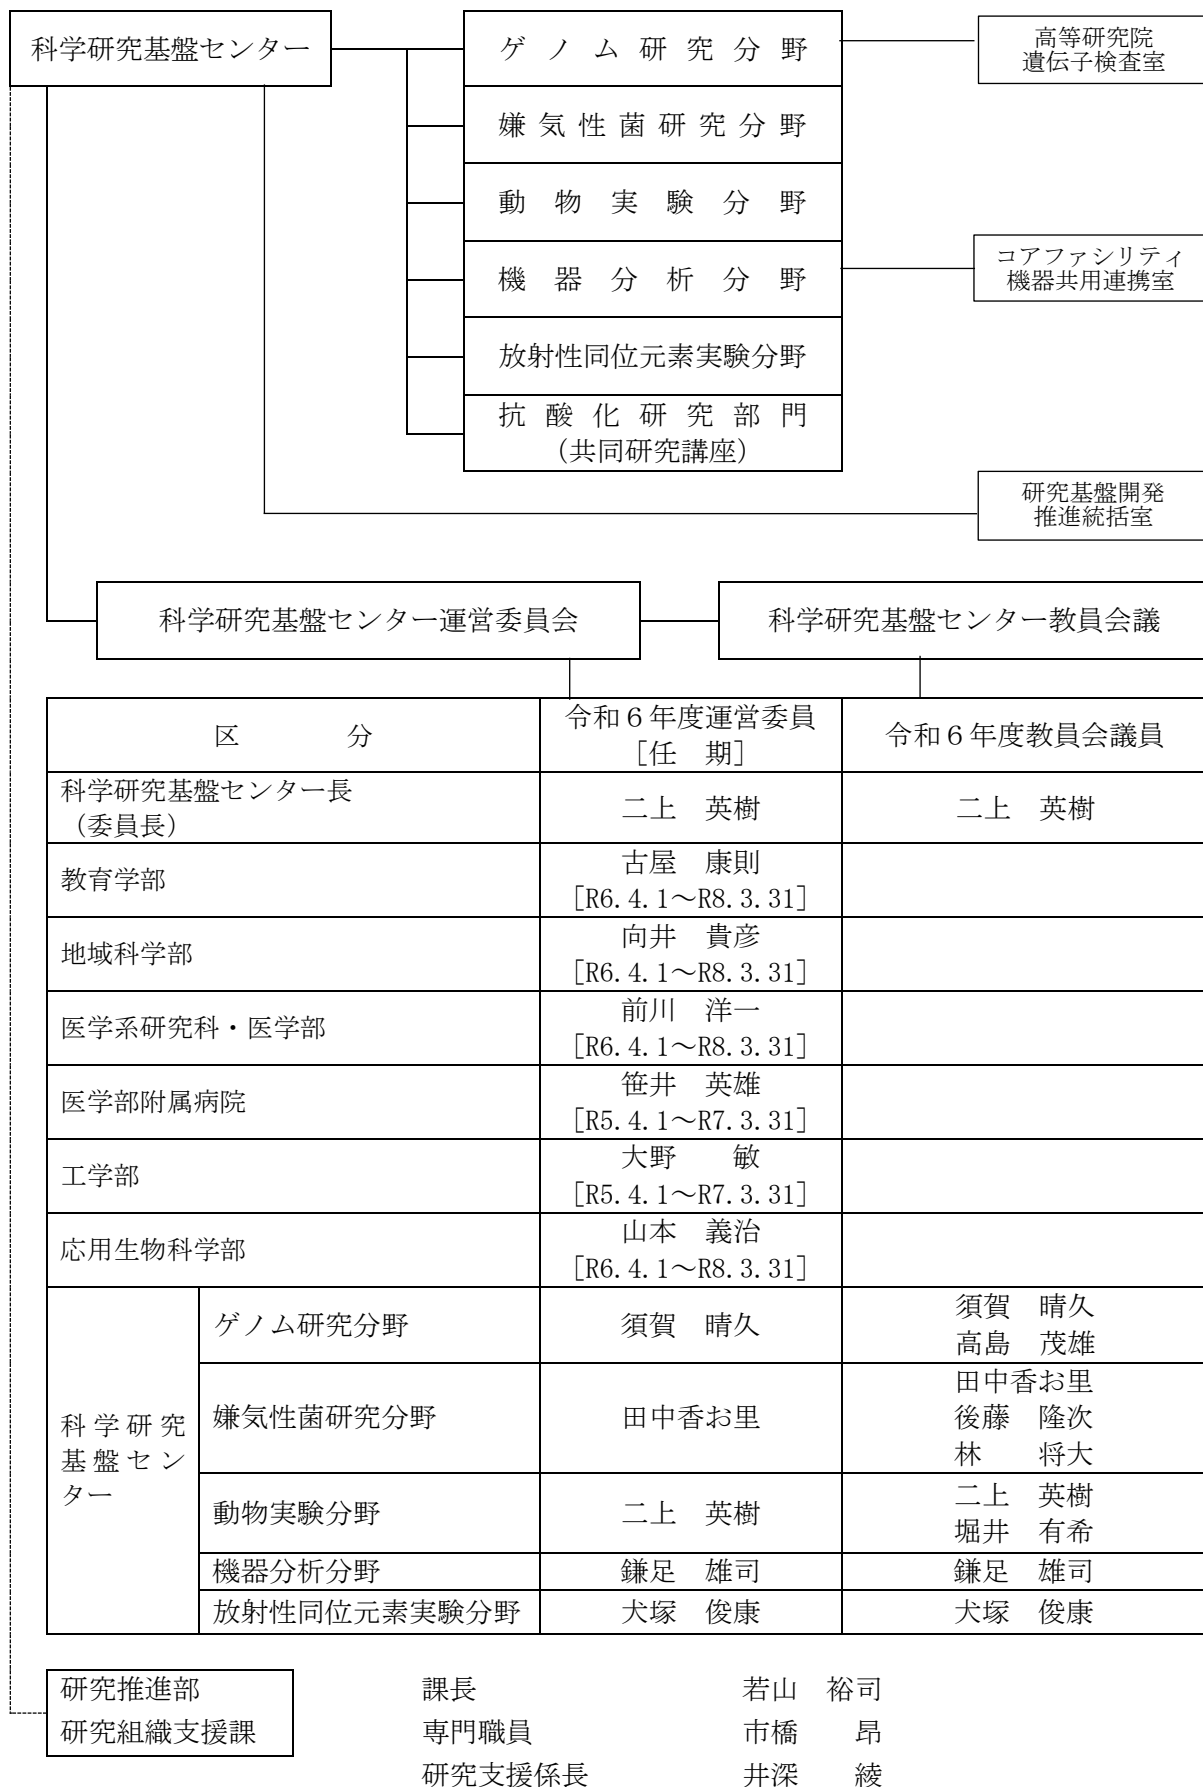 科学研究基盤センター
ゲノム研究分野
高等研究院
遺伝子検査室
嫌気性菌研究分野
動物実験分野
機器分析分野
コアファシリティ
機器共用連携室
放射性同位元素実験分野
抗酸化研究部門
（共同研究講座）
研究基盤開発
推進統括室
科学研究基盤センター運営委員会
科学研究基盤センター教員会議
区　　　　分
令和６年度運営委員
［任　期］
令和６年度教員会議員
科学研究基盤センター長
（委員長）
二上　英樹
二上　英樹
教育学部
古屋　康則
［R6.4.1～R8.3.31］
地域科学部
向井　貴彦
［R6.4.1～R8.3.31］
医学系研究科・医学部
前川　洋一
［R6.4.1～R8.3.31］
医学部附属病院
笹井　英雄
［R5.4.1～R7.3.31］
工学部
大野　　敏
［R5.4.1～R7.3.31］
応用生物科学部
山本　義治
［R6.4.1～R8.3.31］
科学研究
基盤セン
ター
ゲノム研究分野
須賀　晴久
須賀　晴久
高島　茂雄
嫌気性菌研究分野
田中香お里
田中香お里
後藤　隆次
林　　将大
動物実験分野
二上　英樹
二上　英樹
堀井　有希
機器分析分野
鎌足　雄司
鎌足　雄司
放射性同位元素実験分野
犬塚　俊康
犬塚　俊康
研究推進部
研究組織支援課
課長　若山　裕司
専門職員　市橋　　昂
研究支援係長　井深　　綾